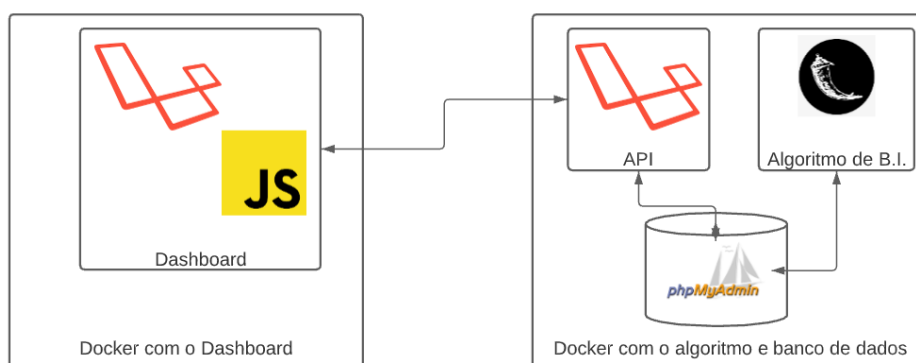 JS
Dashboard
Docker com o Dashboard
API
Algoritmo de B.I.
phpMyAdmin
Docker com o algoritmo e banco de dados